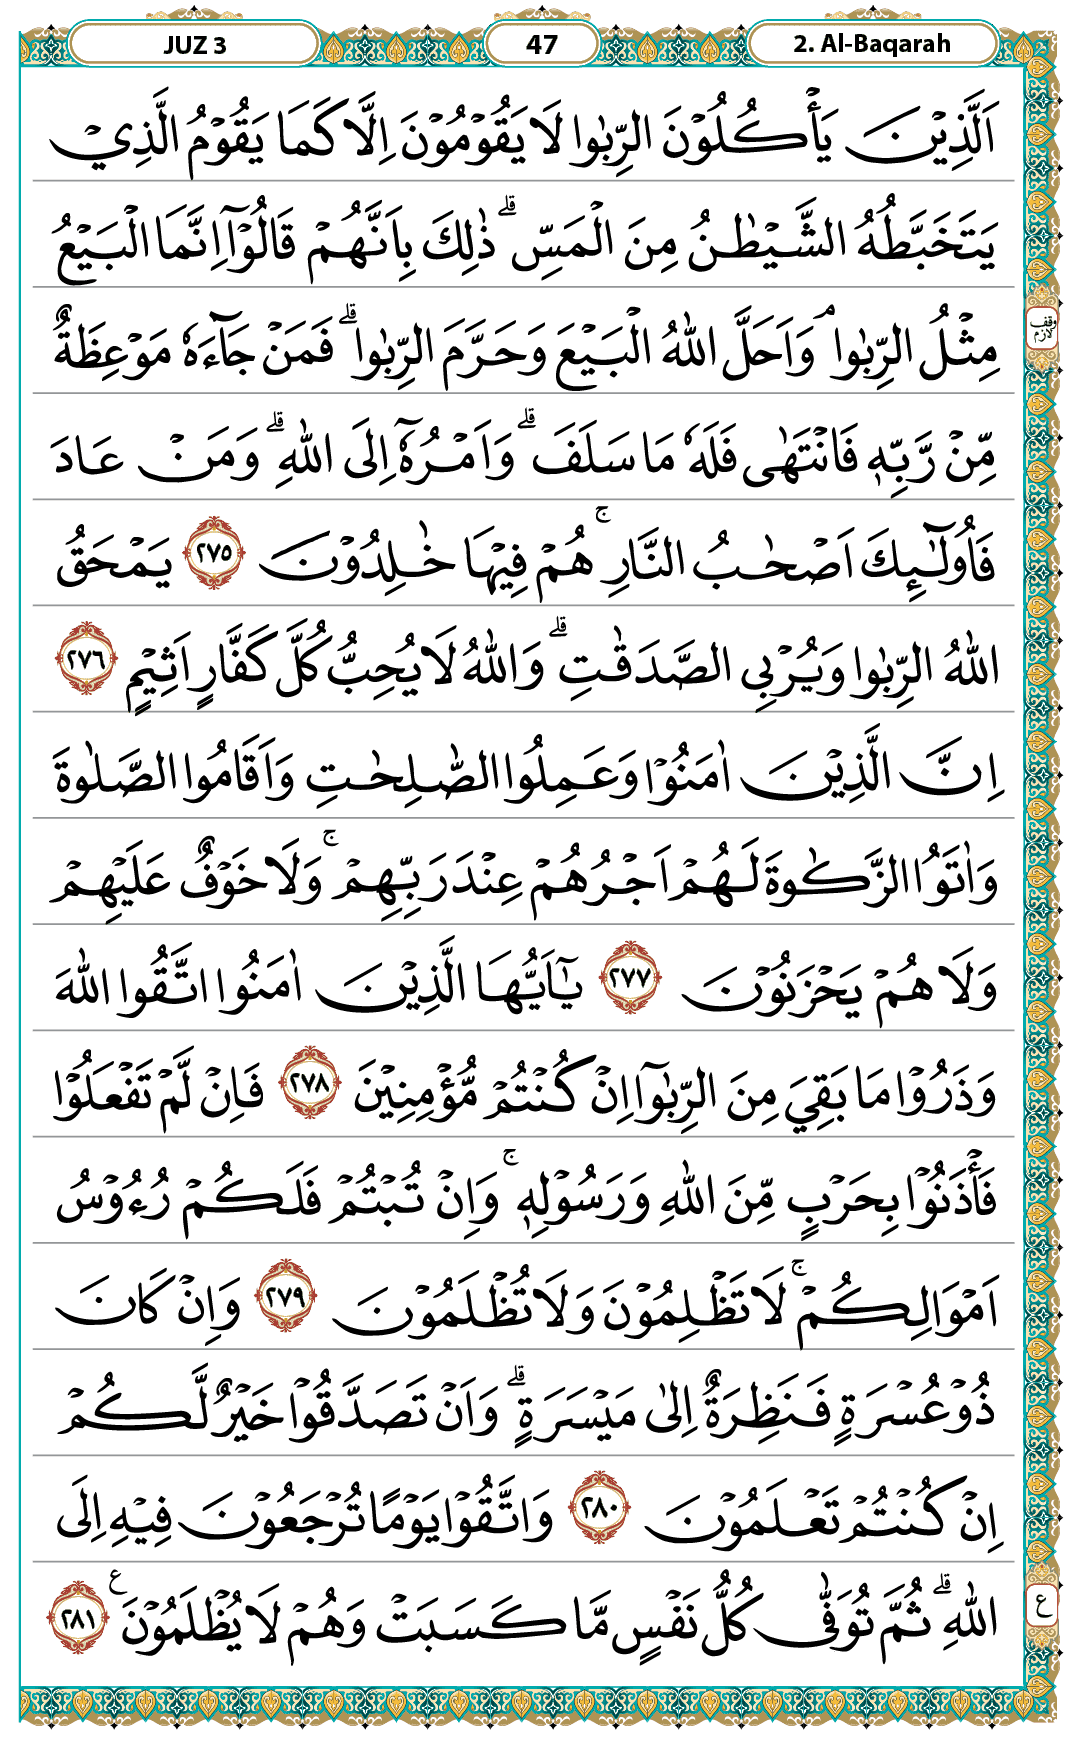 JUZ 3
47
2. Al-Baqarah
اَلَّذِيْنَ يَأْكُلُوْنَ الرِّبٰوا لَا يَقُوْمُوْنَ اِلَّا كَمَا يَقُوْمُ الَّذِيْ
يَتَخَبَّطُهُ الشَّيْطٰنُ مِنَ الْمَسِّ ۗ ذٰلِكَ بِاَنَّهُمْ قَالُوْٓا اِنَّمَا الْبَيْعُ
مِثْلُ الرِّبٰوا ۘ وَاَحَلَّ اللّٰهُ الْبَيْعَ وَحَرَّمَ الرِّبٰوا ۗ فَمَنْ جَاۤءَهٗ مَوْعِظَةٌ
وقف لازم
مِّنْ رَّبِّهٖ فَانْتَهٰى فَلَهٗ مَا سَلَفَ ۗ وَاَمْرُهٗٓ اِلَى اللّٰهِ ۗ وَمَنْ عَادَ
فَاُولٰۤىِٕكَ اَصْحٰبُ النَّارِ ۚ هُمْ فِيْهَا خٰلِدُوْنَ ٢٧٥ يَمْحَقُ
اللّٰهُ الرِّبٰوا وَيُرْبِى الصَّدَقٰتِ ۗ وَاللّٰهُ لَا يُحِبُّ كُلَّ كَفَّارٍ اَثِيْمٍ ٢٧٦
اِنَّ الَّذِيْنَ اٰمَنُوْا وَعَمِلُوا الصّٰلِحٰتِ وَاَقَامُوا الصَّلٰوةَ
وَاٰتَوُا الزَّكٰوةَ لَهُمْ اَجْرُهُمْ عِنْدَ رَبِّهِمْ ۚ وَلَا خَوْفٌ عَلَيْهِمْ
وَلَا هُمْ يَحْزَنُوْنَ ٢٧٧ يٰٓاَيُّهَا الَّذِيْنَ اٰمَنُوا اتَّقُوا اللّٰهَ
وَذَرُوْا مَا بَقِيَ مِنَ الرِّبٰوٓا اِنْ كُنْتُمْ مُّؤْمِنِيْنَ ٢٧٨ فَاِنْ لَّمْ تَفْعَلُوْا
فَأْذَنُوْا بِحَرْبٍ مِّنَ اللّٰهِ وَرَسُوْلِهٖ ۚ وَاِنْ تُبْتُمْ فَلَكُمْ رُءُوْسُ
اَمْوَالِكُمْ ۚ لَا تَظْلِمُوْنَ وَلَا تُظْلَمُوْنَ ٢٧٩ وَاِنْ كَانَ
ذُوْ عُسْرَةٍ فَنَظِرَةٌ اِلٰى مَيْسَرَةٍ ۗ وَاَنْ تَصَدَّقُوْا خَيْرٌ لَّكُمْ
اِنْ كُنْتُمْ تَعْلَمُوْنَ ٢٨٠ وَاتَّقُوْا يَوْمًا تُرْجَعُوْنَ فِيْهِ اِلَى
اللّٰهِ ۗ ثُمَّ تُوَفّٰى كُلُّ نَفْسٍ مَّا كَسَبَتْ وَهُمْ لَا يُظْلَمُوْنَ ع ٢٨١
ع